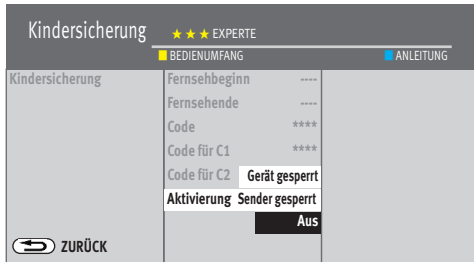 Kindersicherung
★ ★ ★ EXPERTE
BEDIENUMFANG
ANLEITUNG
Kindersicherung
Fernsehbeginn ----
Fernsehende ----
Code ****
Code für C1 ****
Code für C2 Gerät gesperrt
Aktivierung Sender gesperrt
Aus
ZURÜCK